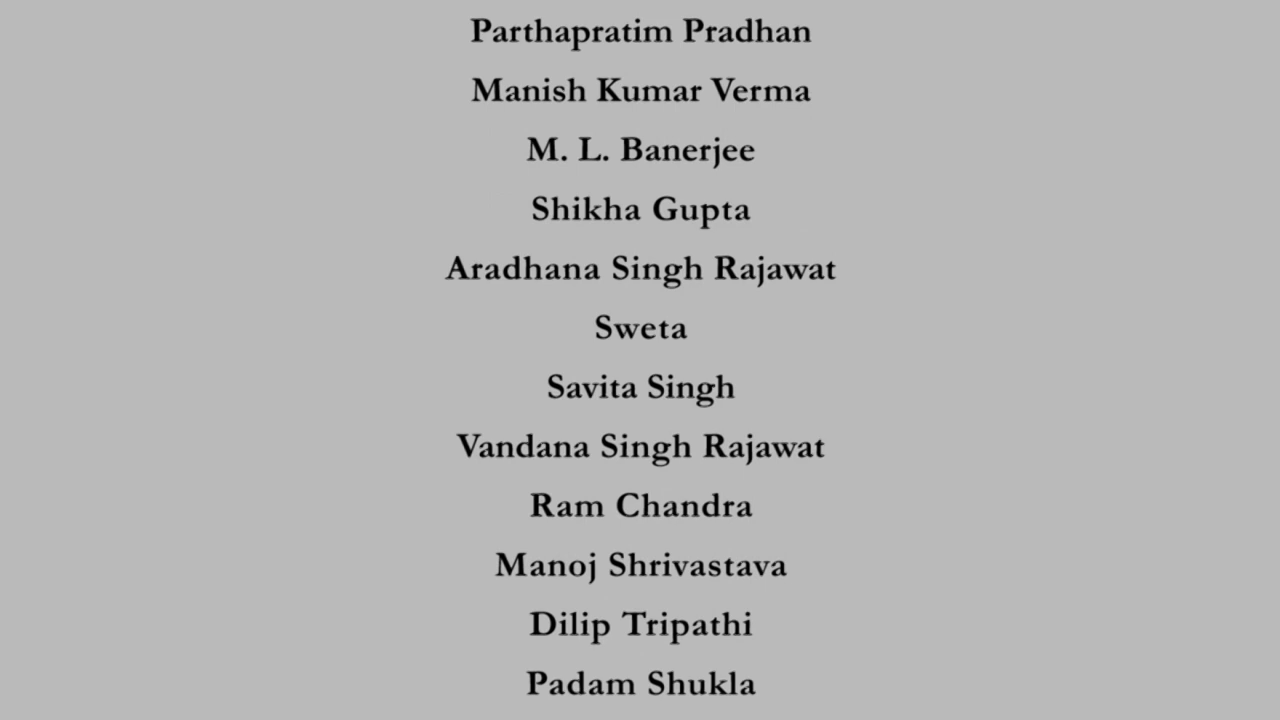 Parthapratim Pradhan
Manish Kumar Verma
M. L. Banerjee
Shikha Gupta
Aradhana Singh Rajawat
Sweta
Savita Singh
Vandana Singh Rajawat
Ram Chandra
Manoj Shrivastava
Dilip Tripathi
Padam Shukla